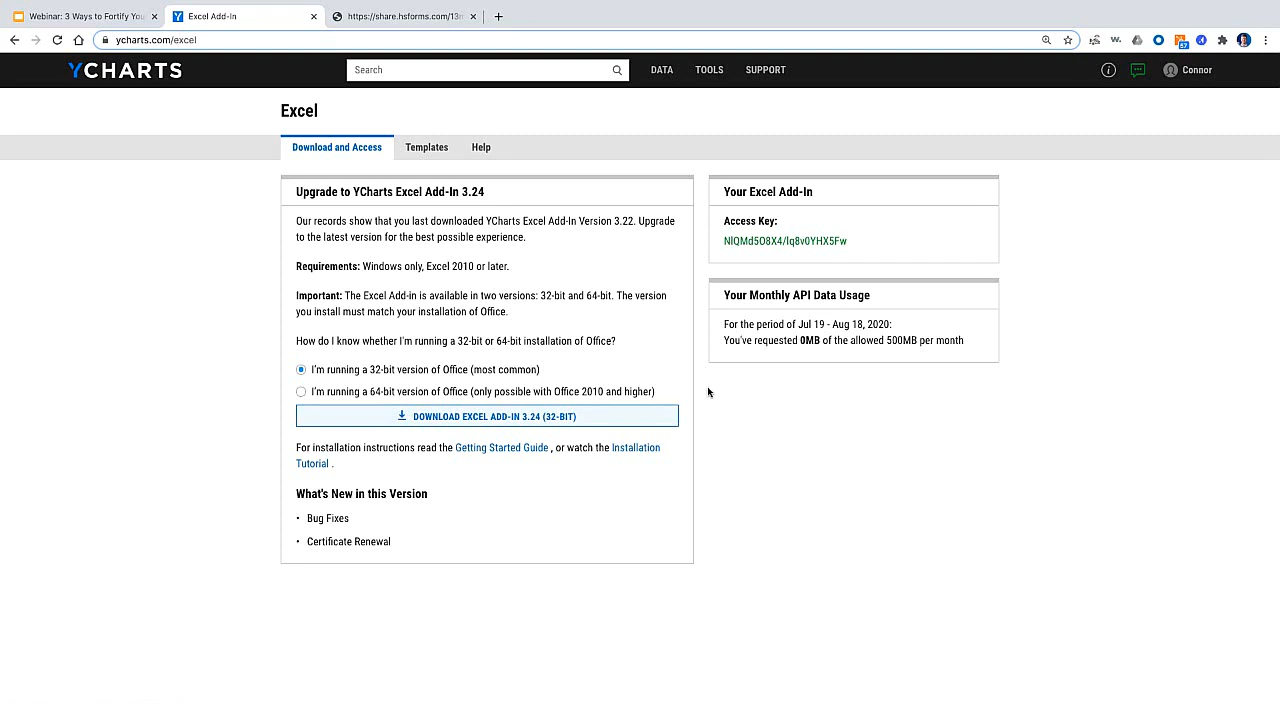 Webinar: 3 Ways to Fortify You
Excel Add-In
https://share.hsforms.com/13
ycharts.com/excel
YCHARTS
Search
DATA
TOOLS
SUPPORT
Connor
Excel
Download and Access
Templates
Help
Upgrade to YCharts Excel Add-In 3.24
Our records show that you last downloaded YCharts Excel Add-In Version 3.22. Upgrade
to the latest version for the best possible experience.
Requirements: Windows only, Excel 2010 or later.
Important: The Excel Add-in is available in two versions: 32-bit and 64-bit. The version
you install must match your installation of Office.
How do I know whether I'm running a 32-bit or 64-bit installation of Office?
I'm running a 32-bit version of Office (most common)
I'm running a 64-bit version of Office (only possible with Office 2010 and higher)
DOWNLOAD EXCEL ADD-IN 3.24 (32-BIT)
For installation instructions read the Getting Started Guide , or watch the Installation
Tutorial .
What's New in this Version
• Bug Fixes
• Certificate Renewal
Your Excel Add-In
Access Key:
NlQMd5O8X4/lq8v0YHX5Fw
Your Monthly API Data Usage
For the period of Jul 19 - Aug 18, 2020:
You've requested 0MB of the allowed 500MB per month